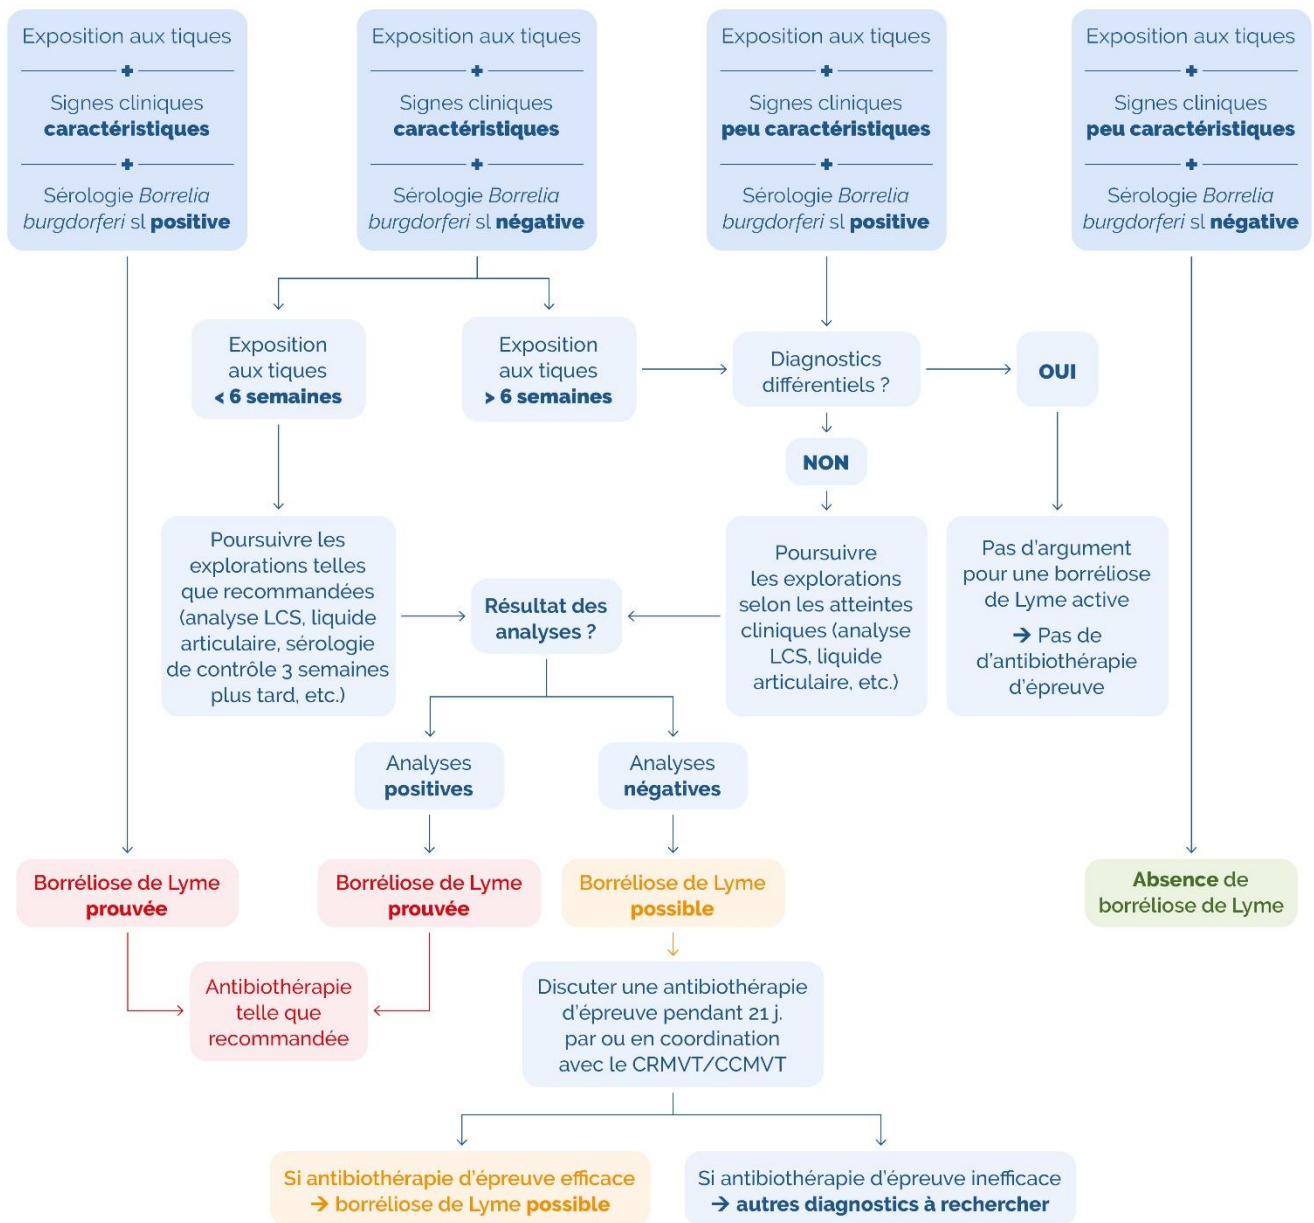 Exposition aux tiques
+
Signes cliniques
caractéristiques
+
Sérologie Borrelia
burgdorferi sl positive
Exposition aux tiques
+
Signes cliniques
caractéristiques
+
Sérologie Borrelia
burgdorferi sl négative
Exposition aux tiques
+
Signes cliniques
peu caractéristiques
+
Sérologie Borrelia
burgdorferi sl positive
Exposition aux tiques
+
Signes cliniques
peu caractéristiques
+
Sérologie Borrelia
burgdorferi sl négative
Exposition
aux tiques
< 6 semaines
Exposition
aux tiques
> 6 semaines
Diagnostics
différentiels ?
OUI
NON
Poursuivre les
explorations telles
que recommandées
(analyse LCS, liquide
articulaire, sérologie
de contrôle 3 semaines
plus tard, etc.)
Résultat des
analyses ?
Poursuivre
les explorations
selon les atteintes
cliniques (analyse
LCS, liquide
articulaire, etc.)
Pas d'argument
pour une borréliose
de Lyme active
→ Pas de
d'antibiothérapie
d'épreuve
Analyses
positives
Analyses
négatives
Borréliose de Lyme
prouvée
Borréliose de Lyme
prouvée
Borréliose de Lyme
possible
Absence de
borréliose de Lyme
Antibiothérapie
telle que
recommandée
Discuter une antibiothérapie
d'épreuve pendant 21 j.
par ou en coordination
avec le CRMVT/CCMVT
Si antibiothérapie d'épreuve efficace
→ borréliose de Lyme possible
Si antibiothérapie d'épreuve inefficace
→ autres diagnostics à rechercher